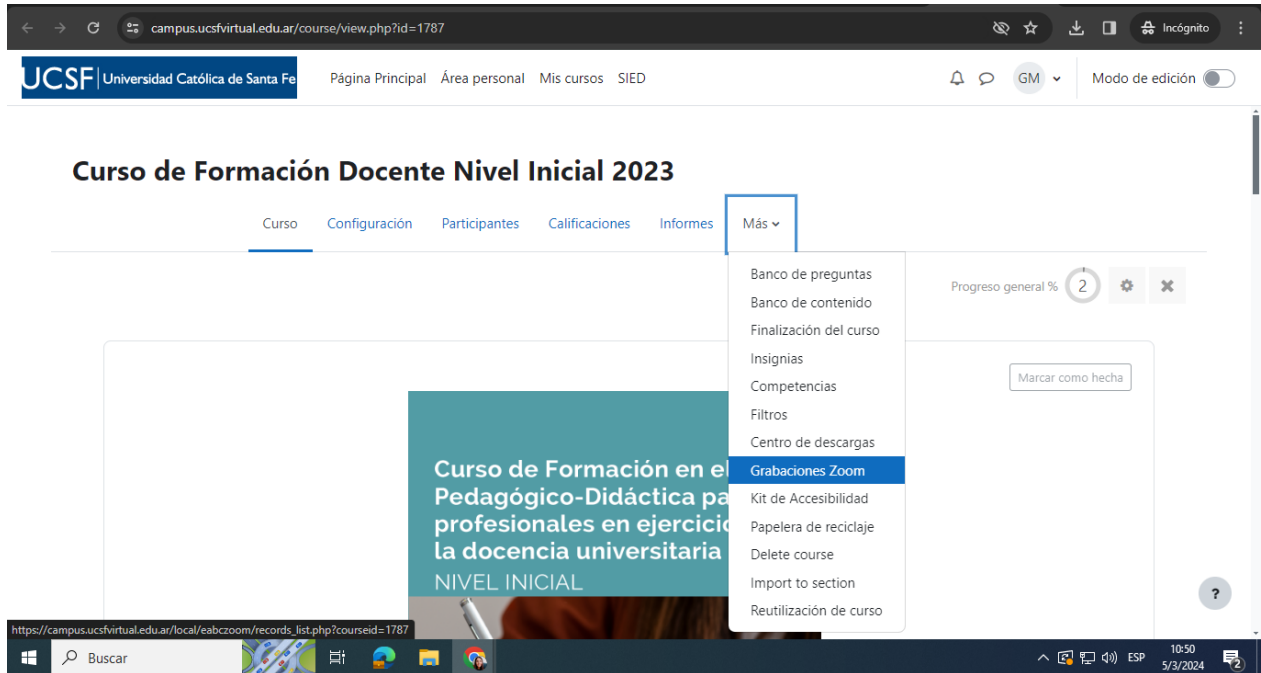 campus.ucsfvirtual.edu.ar/course/view.php?id=1787
Incógnito
UCSF Universidad Católica de Santa Fe
Página Principal Área personal Mis cursos SIED
GM
Modo de edición
Curso de Formación Docente Nivel Inicial 2023
Curso Configuración Participantes Calificaciones Informes Más
Banco de preguntas
Banco de contenido
Finalización del curso
Insignias
Competencias
Filtros
Centro de descargas
Grabaciones Zoom
Kit de Accesibilidad
Papelera de reciclaje
Delete course
Import to section
Reutilización de curso
Progreso general % 2
Marcar como hecha
Curso de Formación en el
Pedagógico-Didáctica pa
profesionales en ejercicio
la docencia universitaria
NIVEL INICIAL
?
https://campus.ucsfvirtual.edu.ar/local/eabczoom/records_list.php?courseid=1787
Buscar
ESP
10:50
5/3/2024
2